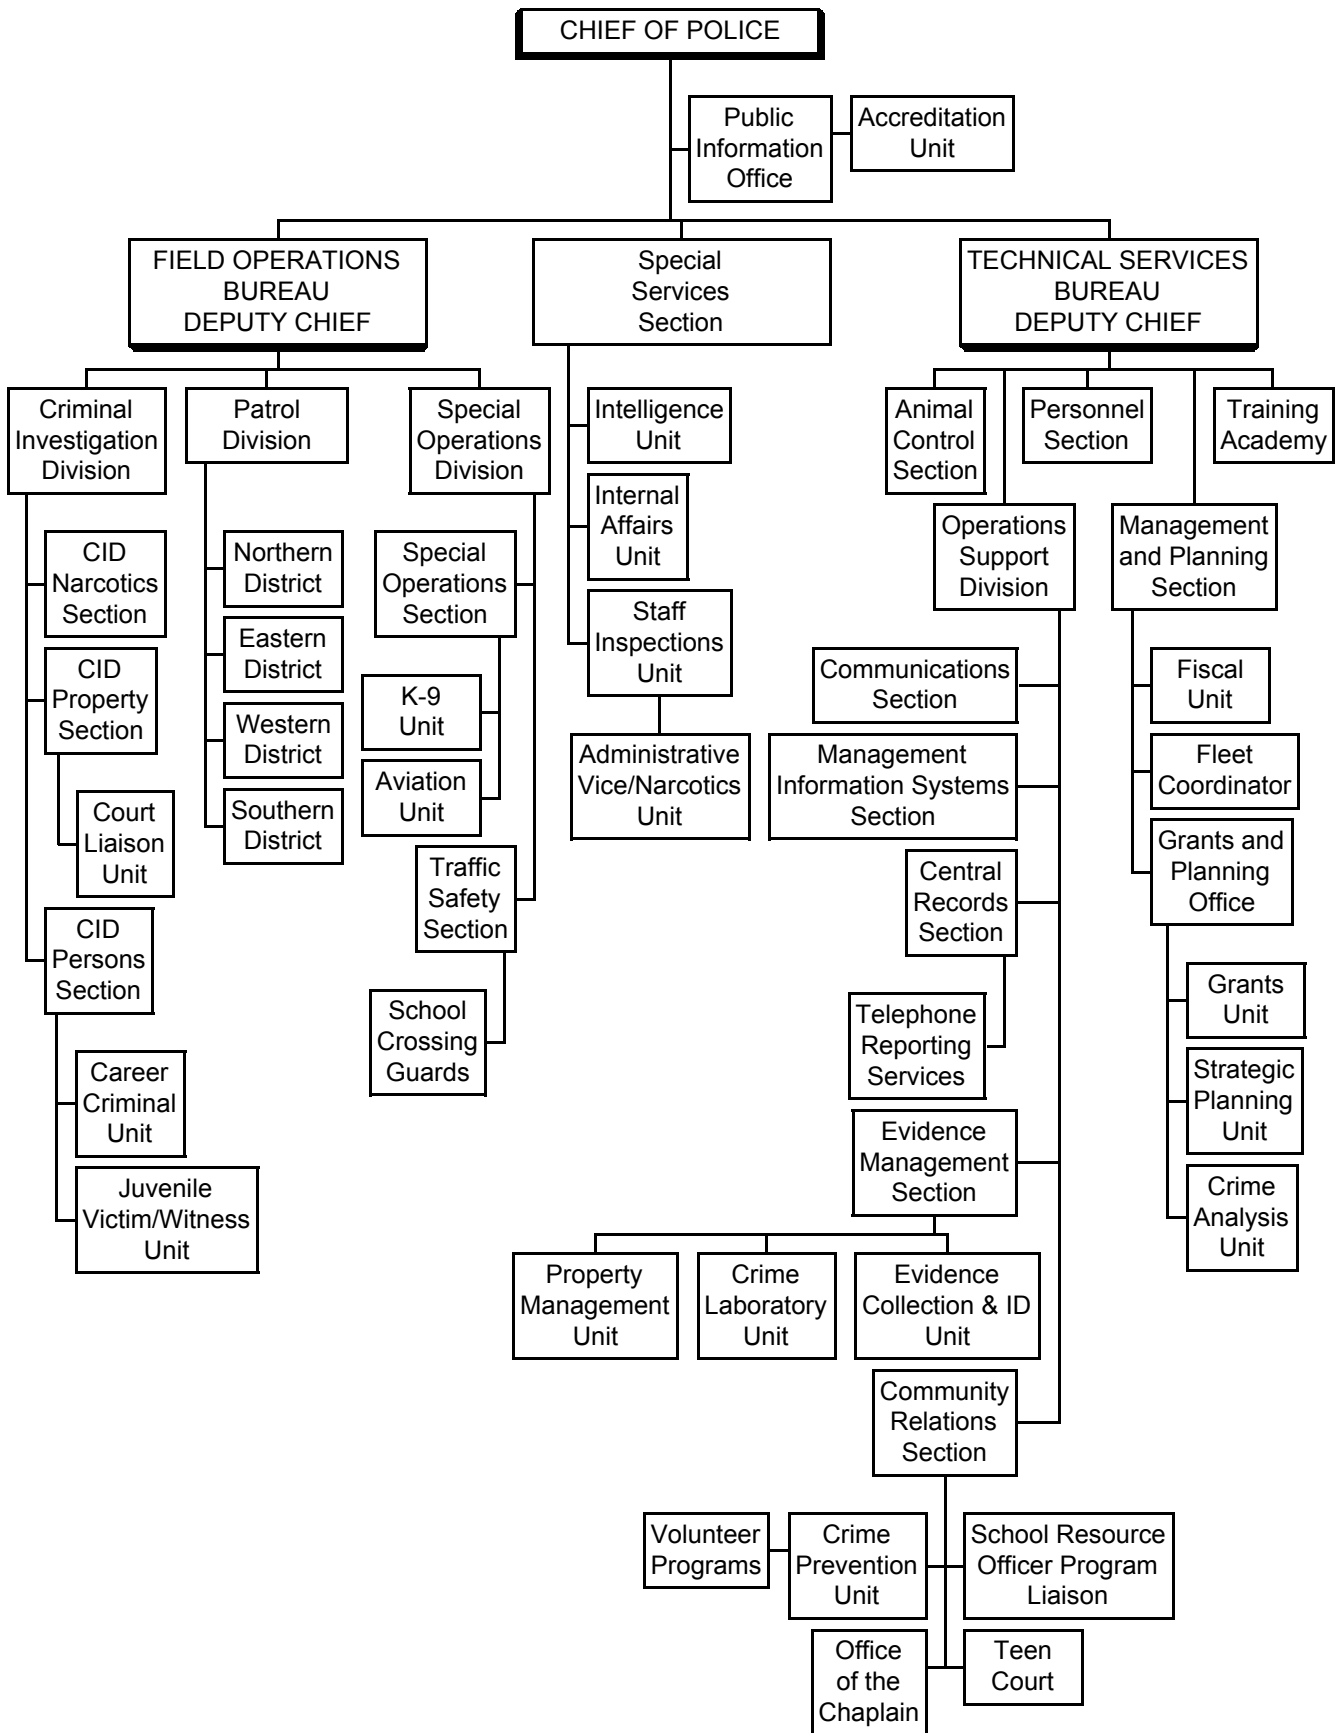 CHIEF OF POLICE
Public
Information
Office
Accreditation
Unit
FIELD OPERATIONS
BUREAU
DEPUTY CHIEF
Special
Services
Section
TECHNICAL SERVICES
BUREAU
DEPUTY CHIEF
Criminal
Investigation
Division
Patrol
Division
Special
Operations
Division
Intelligence
Unit
Animal
Control
Section
Personnel
Section
Training
Academy
Internal
Affairs
Unit
Operations
Support
Division
Management
and Planning
Section
CID
Narcotics
Section
Northern
District
Special
Operations
Section
Staff
Inspections
Unit
Eastern
District
CID
Property
Section
K-9
Unit
Communications
Section
Fiscal
Unit
Western
District
Administrative
Vice/Narcotics
Unit
Management
Information Systems
Section
Fleet
Coordinator
Aviation
Unit
Court
Liaison
Unit
Southern
District
Grants and
Planning
Office
Traffic
Safety
Section
Central
Records
Section
CID
Persons
Section
Grants
Unit
School
Crossing
Guards
Telephone
Reporting
Services
Career
Criminal
Unit
Strategic
Planning
Unit
Evidence
Management
Section
Juvenile
Victim/Witness
Unit
Crime
Analysis
Unit
Property
Management
Unit
Crime
Laboratory
Unit
Evidence
Collection & ID
Unit
Community
Relations
Section
Volunteer
Programs
Crime
Prevention
Unit
School Resource
Officer Program
Liaison
Office
of the
Chaplain
Teen
Court